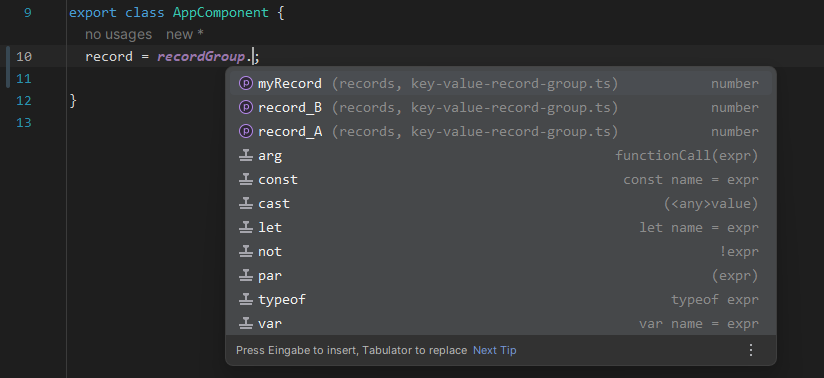 9 export class AppComponent {
no usages new *
10 record = recordGroup.;
11
12 }
13
myRecord (records, key-value-record-group.ts) number
record_B (records, key-value-record-group.ts) number
record_A (records, key-value-record-group.ts) number
arg functionCall(expr)
const const name = expr
cast (<any>value)
let let name = expr
not !expr
par (expr)
typeof typeof expr
var var name = expr
Press Eingabe to insert, Tabulator to replace Next Tip